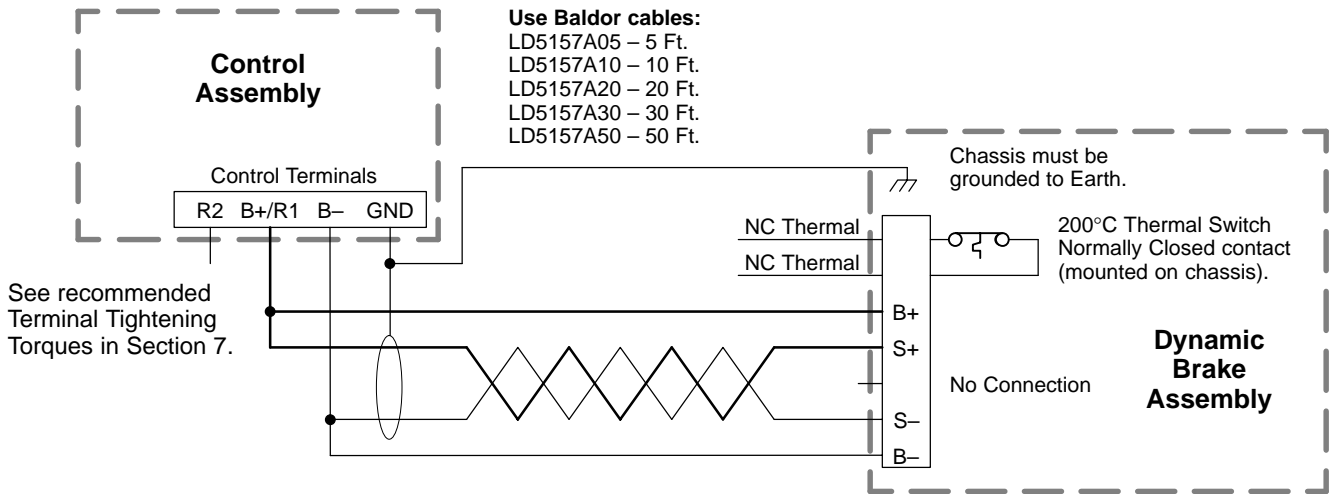 Use Baldor cables:
LD5157A05 – 5 Ft.
LD5157A10 – 10 Ft.
LD5157A20 – 20 Ft.
LD5157A30 – 30 Ft.
LD5157A50 – 50 Ft.
Control
Assembly
Control Terminals
R2 B+/R1 B– GND
See recommended
Terminal Tightening
Torques in Section 7.
Chassis must be
grounded to Earth.
NC Thermal
NC Thermal
200°C Thermal Switch
Normally Closed contact
(mounted on chassis).
B+
S+
No Connection
S–
B–
Dynamic
Brake
Assembly